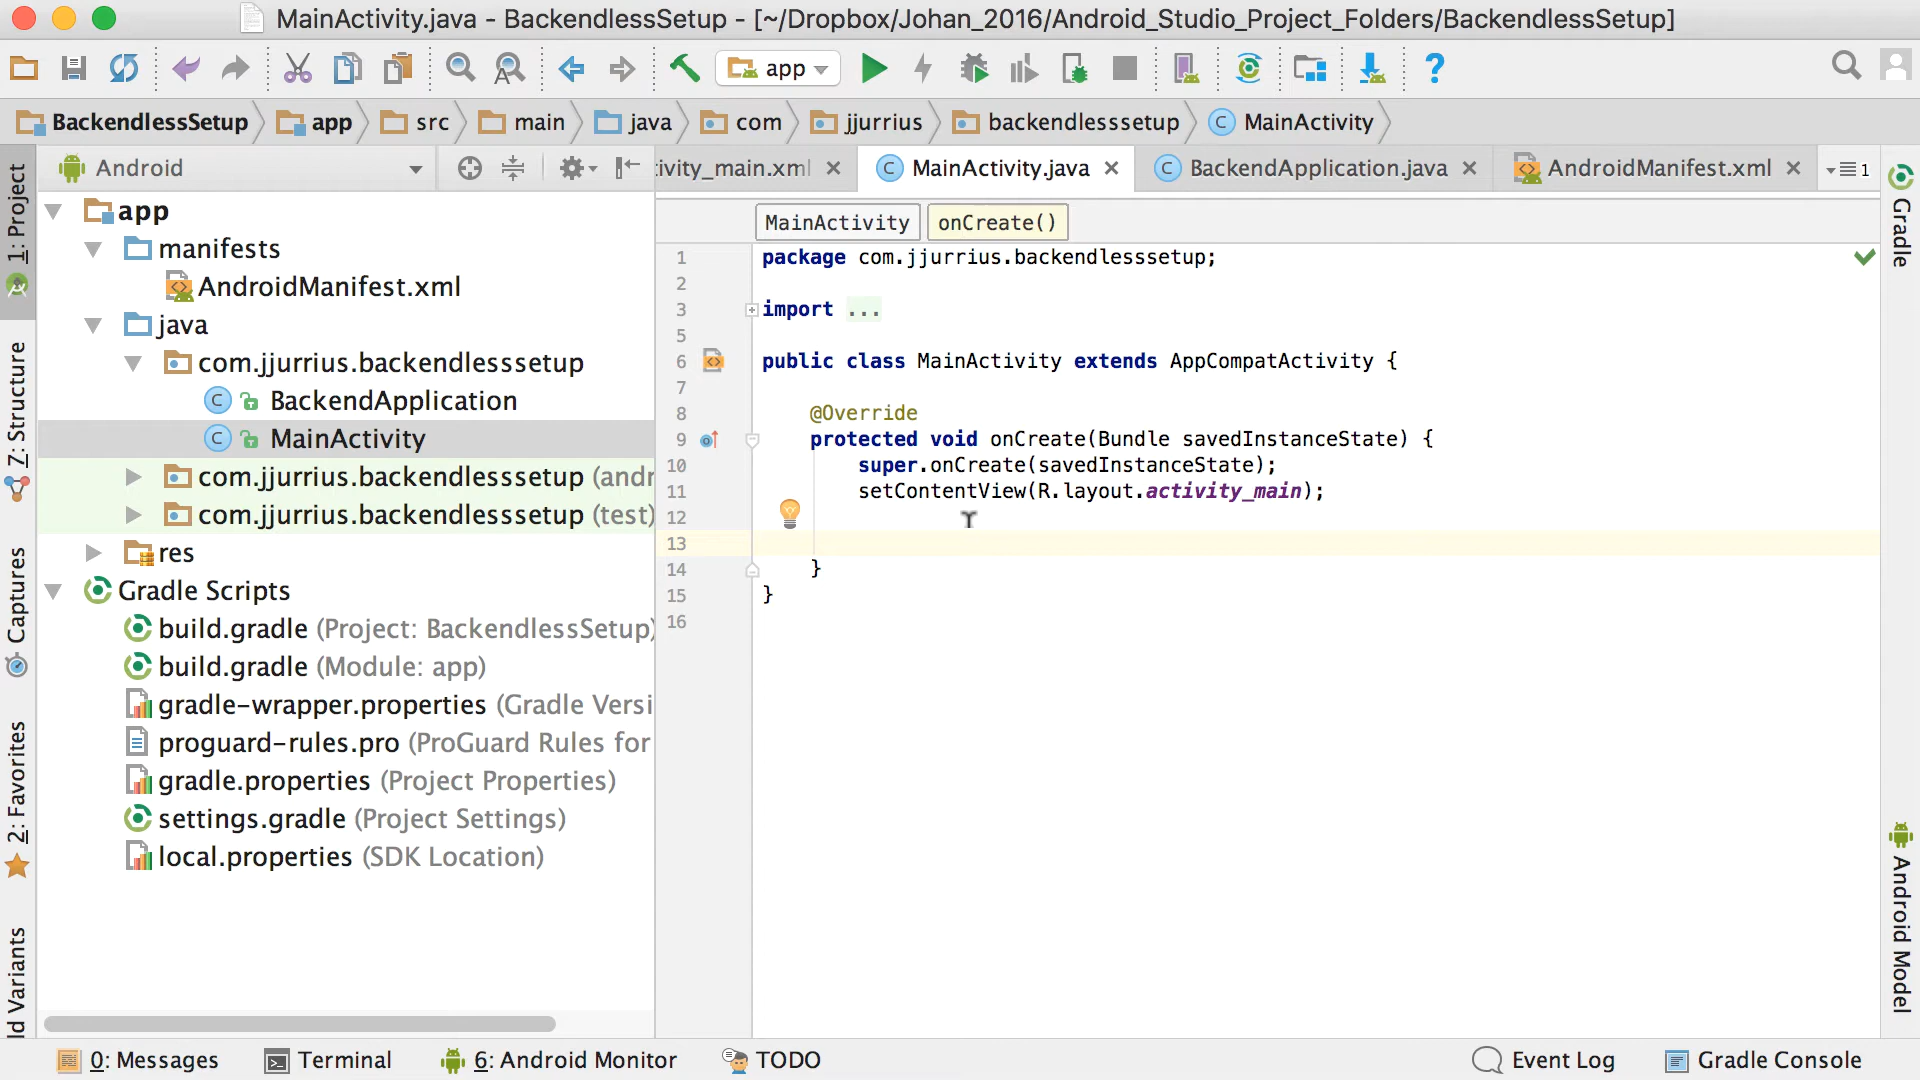 MainActivity.java - BackendlessSetup - [~/Dropbox/Johan_2016/Android_Studio_Project_Folders/BackendlessSetup]
app
BackendlessSetup app src main java com jjurrius backendlesssetup MainActivity
Android
ivity_main.xml MainActivity.java BackendApplication.java AndroidManifest.xml 1
1: Project
Z: Structure
Captures
2: Favorites
ld Variants
app
manifests
AndroidManifest.xml
java
com.jjurrius.backendlesssetup
BackendApplication
MainActivity
com.jjurrius.backendlesssetup (andr
com.jjurrius.backendlesssetup (test)
res
Gradle Scripts
build.gradle (Project: BackendlessSetup)
build.gradle (Module: app)
gradle-wrapper.properties (Gradle Versi
proguard-rules.pro (ProGuard Rules for
gradle.properties (Project Properties)
settings.gradle (Project Settings)
local.properties (SDK Location)
MainActivity onCreate()
1 package com.jjurrius.backendlesssetup;
2
3 import ...
5
6 public class MainActivity extends AppCompatActivity {
7
8 @Override
9 protected void onCreate(Bundle savedInstanceState) {
10 super.onCreate(savedInstanceState);
11 setContentView(R.layout.activity_main);
12
13
14 }
15 }
16
Gradle
Android Model
0: Messages Terminal 6: Android Monitor TODO Event Log Gradle Console